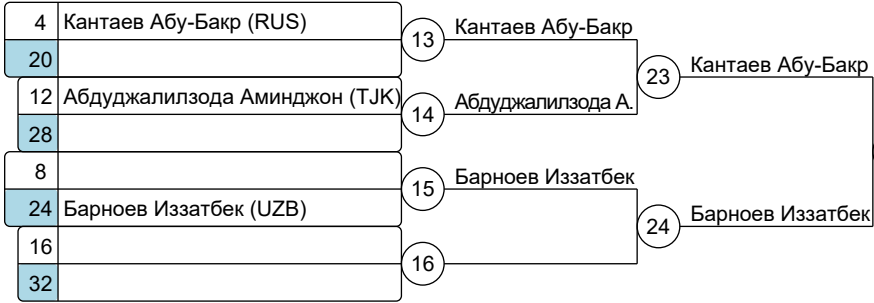 4 Кантаев Абу-Бакр (RUS)
20
12 Абдуджалилзода Аминджон (TJK)
28
8
24 Барноев Иззатбек (UZB)
16
32
13
14
15
16
Кантаев Абу-Бакр
Абдуджалилзода А.
Барноев Иззатбек
23
24
Кантаев Абу-Бакр
Барноев Иззатбек